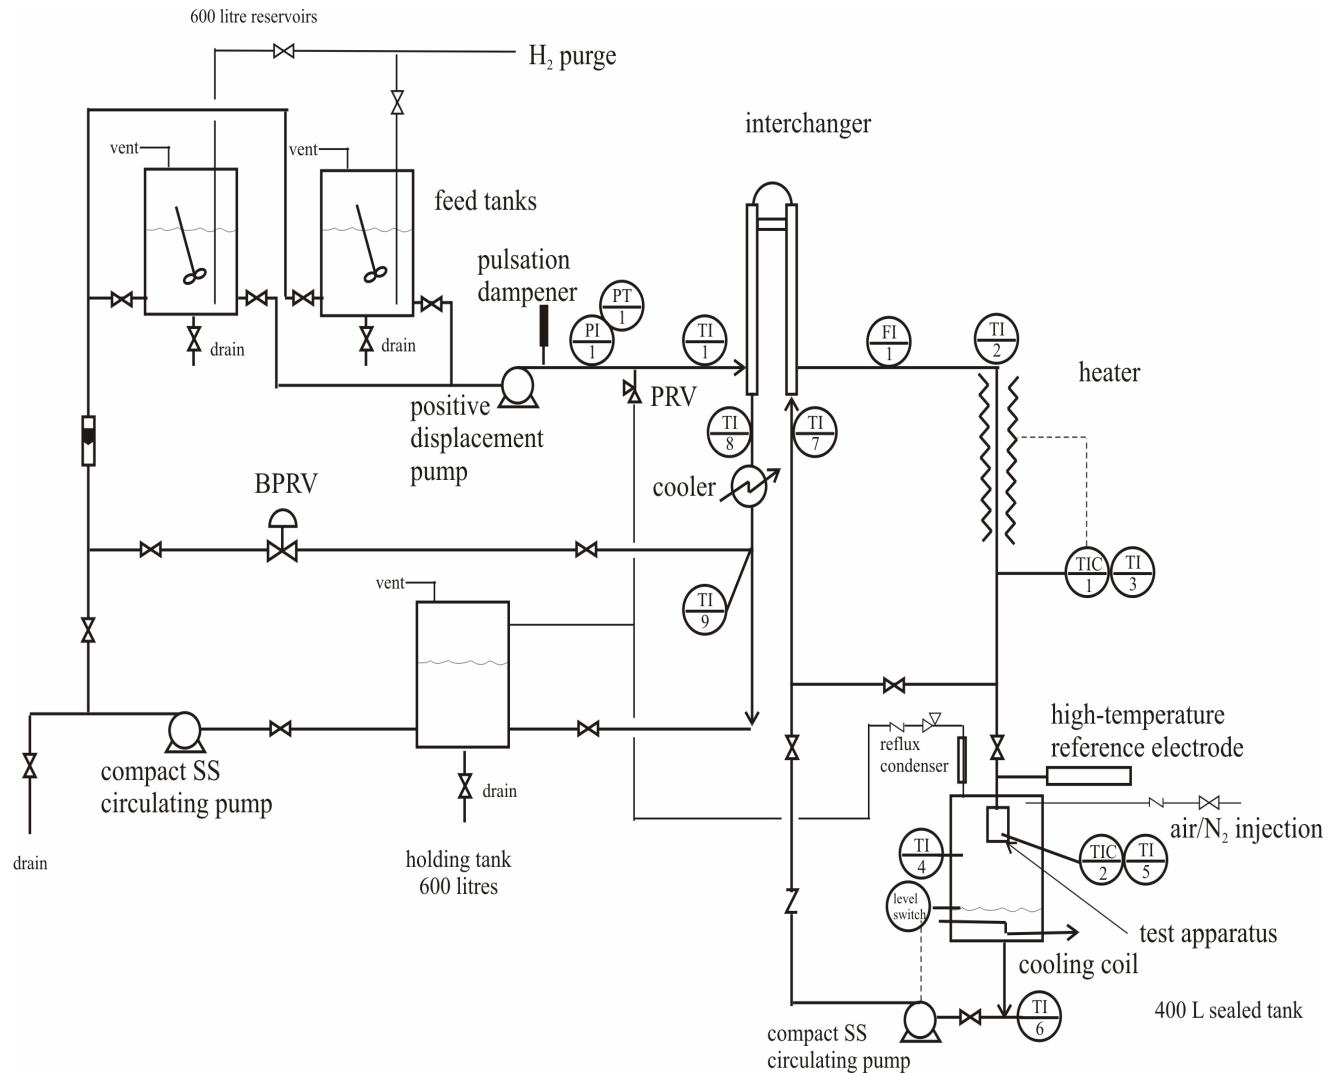 600 litre reservoirs
H2 purge
interchanger
vent
vent
feed tanks
pulsation
dampener
PT
1
PI
1
TI
1
FI
1
TI
2
drain
drain
heater
positive
displacement
pump
PRV
TI
8
TI
7
cooler
BPRV
TIC
1
TI
3
vent
TI
9
high-temperature
reference electrode
reflux
condenser
compact SS
circulating pump
drain
air/N2 injection
TI
4
TIC
2
TI
5
drain
holding tank
600 litres
level
switch
test apparatus
cooling coil
400 L sealed tank
TI
6
compact SS
circulating pump